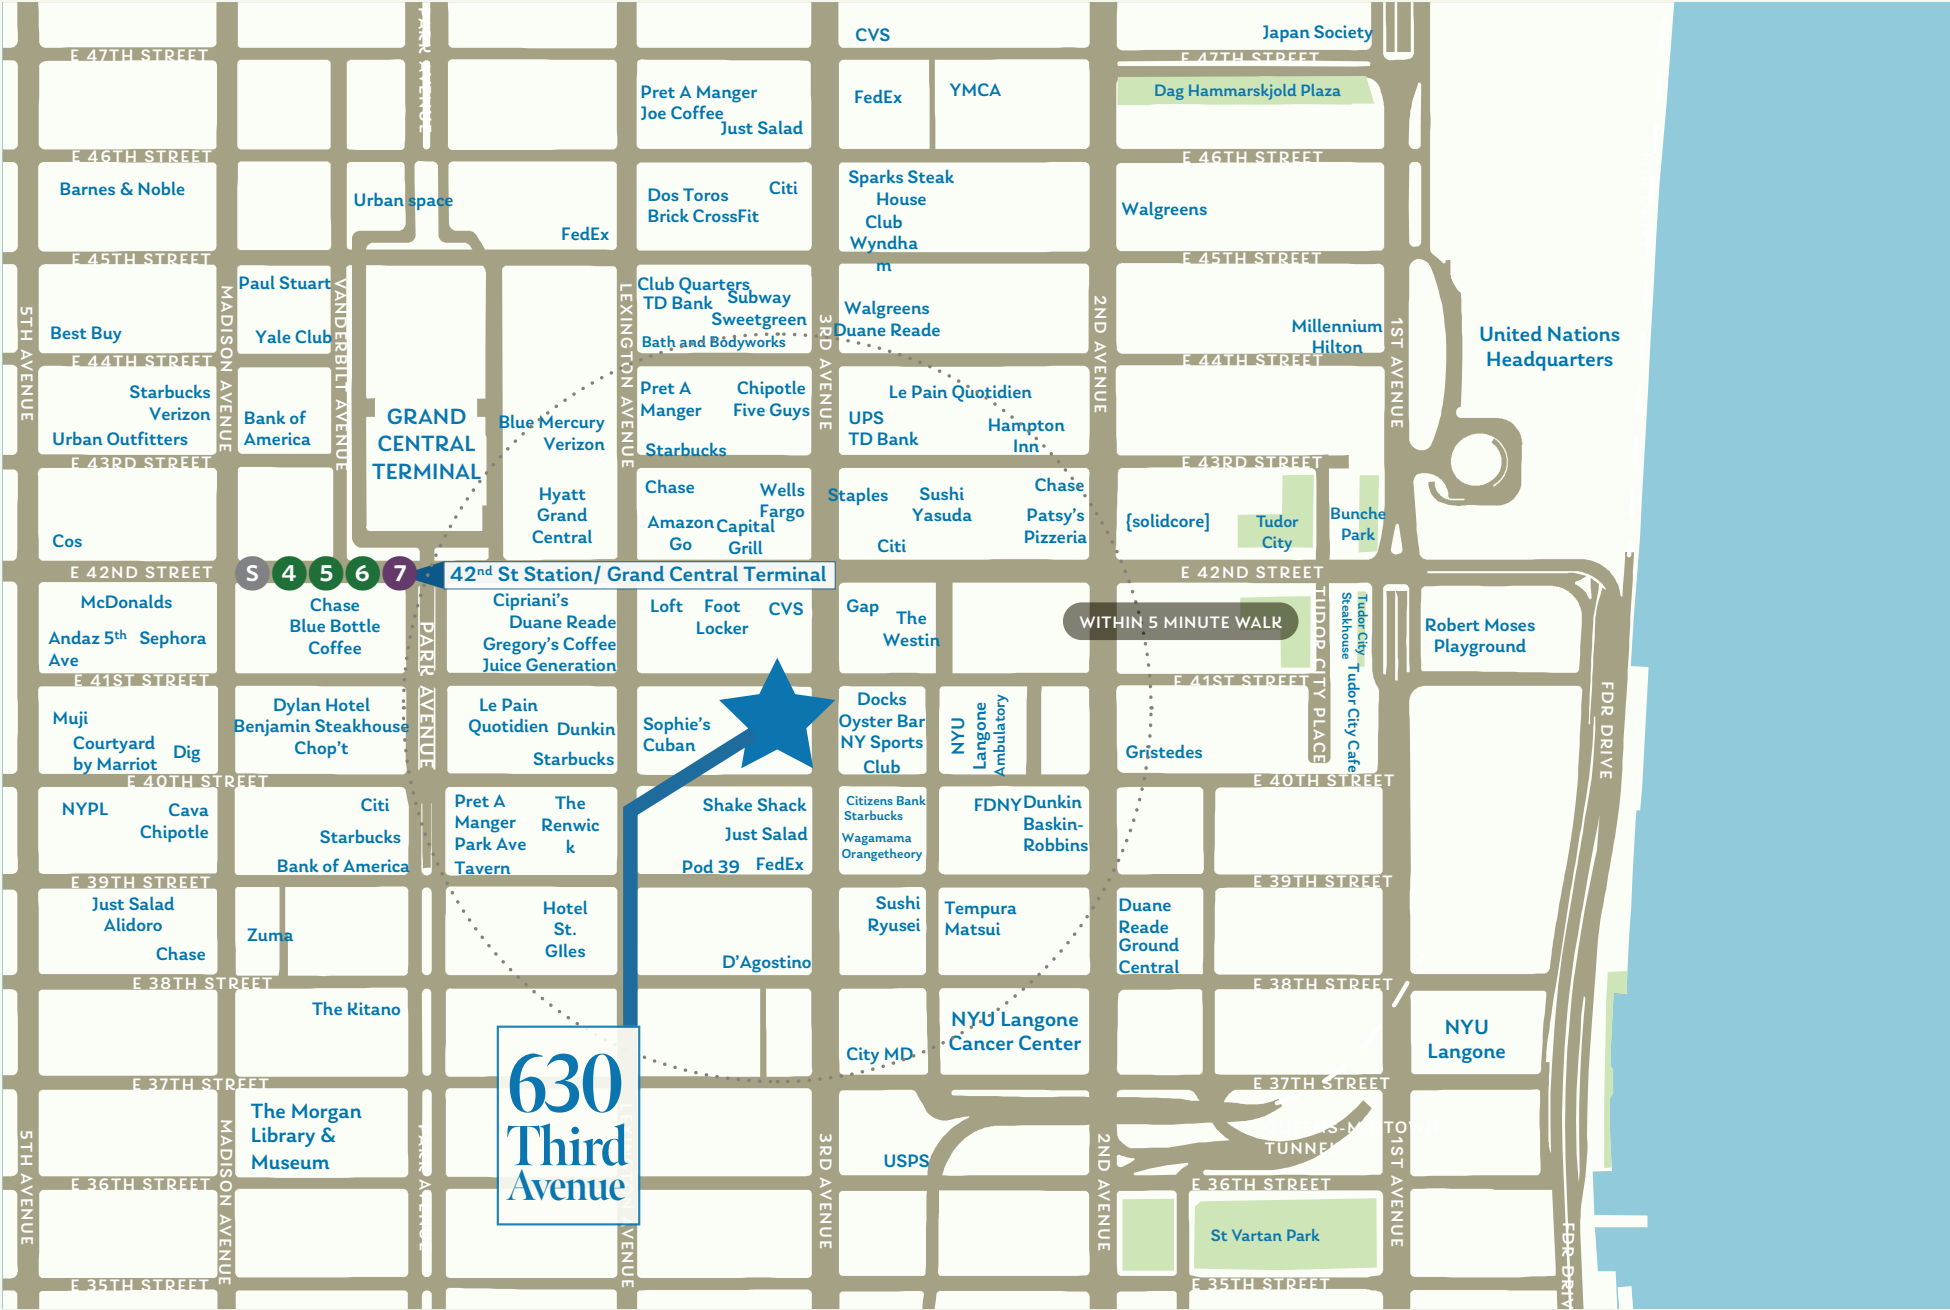 CVS
Japan Society
E 47TH STREET
E 47TH STREET
PARK AVENUE
Pret A Manger
Joe Coffee
Just Salad
FedEx
YMCA
Dag Hammarskjold Plaza
E 46TH STREET
E 46TH STREET
Barnes & Noble
Urban space
FedEx
Dos Toros
Brick CrossFit
Citi
Sparks Steak
House
Club
Wyndha
m
Walgreens
E 45TH STREET
E 45TH STREET
Paul Stuart
Yale Club
Best Buy
Club Quarters
TD Bank
Subway
Sweetgreen
Bath and Bodyworks
Walgreens
Duane Reade
Millennium
Hilton
United Nations
Headquarters
5TH AVENUE
MADISON AVENUE
VANDERBILT AVENUE
LEXINGTON AVENUE
3RD AVENUE
2ND AVENUE
1ST AVENUE
E 44TH STREET
E 44TH STREET
Starbucks
Verizon
Urban Outfitters
Bank of
America
GRAND
CENTRAL
TERMINAL
Blue Mercury
Verizon
Pret A
Manger
Chipotle
Five Guys
Starbucks
Le Pain Quotidien
UPS
TD Bank
Hampton
Inn
E 43RD STREET
E 43RD STREET
Cos
Hyatt
Grand
Central
Chase
Wells
Fargo
Amazon
Go
Capital
Grill
Staples
Sushi
Yasuda
Citi
Chase
Patsy's
Pizzeria
{solidcore]
Tudor
City
Bunche
Park
E 42ND STREET
S 4 5 6 7
42nd St Station/ Grand Central Terminal
E 42ND STREET
McDonalds
Andaz 5th
Ave
Sephora
Chase
Blue Bottle
Coffee
Cipriani's
Duane Reade
Gregory's Coffee
Juice Generation
Loft
Foot
Locker
CVS
Gap
The
Westin
WITHIN 5 MINUTE WALK
TUDOR CITY PLACE
Tudor City
Steakhouse
Tudor City Cafe
Robert Moses
Playground
PARK AVENUE
E 41ST STREET
E 41ST STREET
FDR DRIVE
Muji
Courtyard
by Marriot
Dig
Dylan Hotel
Benjamin Steakhouse
Chop't
Le Pain
Quotidien
Dunkin
Starbucks
Sophie's
Cuban
Docks
Oyster Bar
NY Sports
Club
NYU
Langone
Ambulatory
Gristedes
E 40TH STREET
E 40TH STREET
NYPL
Cava
Chipotle
Citi
Starbucks
Bank of America
Pret A
Manger
Park Ave
Tavern
The
Renwic
k
Shake Shack
Just Salad
Pod 39
FedEx
Citizens Bank
Starbucks
Wagamama
Orangetheory
FDNY
Dunkin
Baskin-
Robbins
E 39TH STREET
E 39TH STREET
Just Salad
Alidoro
Chase
Zuma
Hotel
St.
GIles
D'Agostino
Sushi
Ryusei
Tempura
Matsui
Duane
Reade
Ground
Central
E 38TH STREET
E 38TH STREET
The Kitano
City MD
NYU Langone
Cancer Center
NYU
Langone
E 37TH STREET
E 37TH STREET
630
Third
Avenue
The Morgan
Library &
Museum
USPS
5TH AVENUE
MADISON AVENUE
3RD AVENUE
2ND AVENUE
1ST AVENUE
TUNNEL
E 36TH STREET
E 36TH STREET
St Vartan Park
FDR DRIV
E 35TH STREET
E 35TH STREET